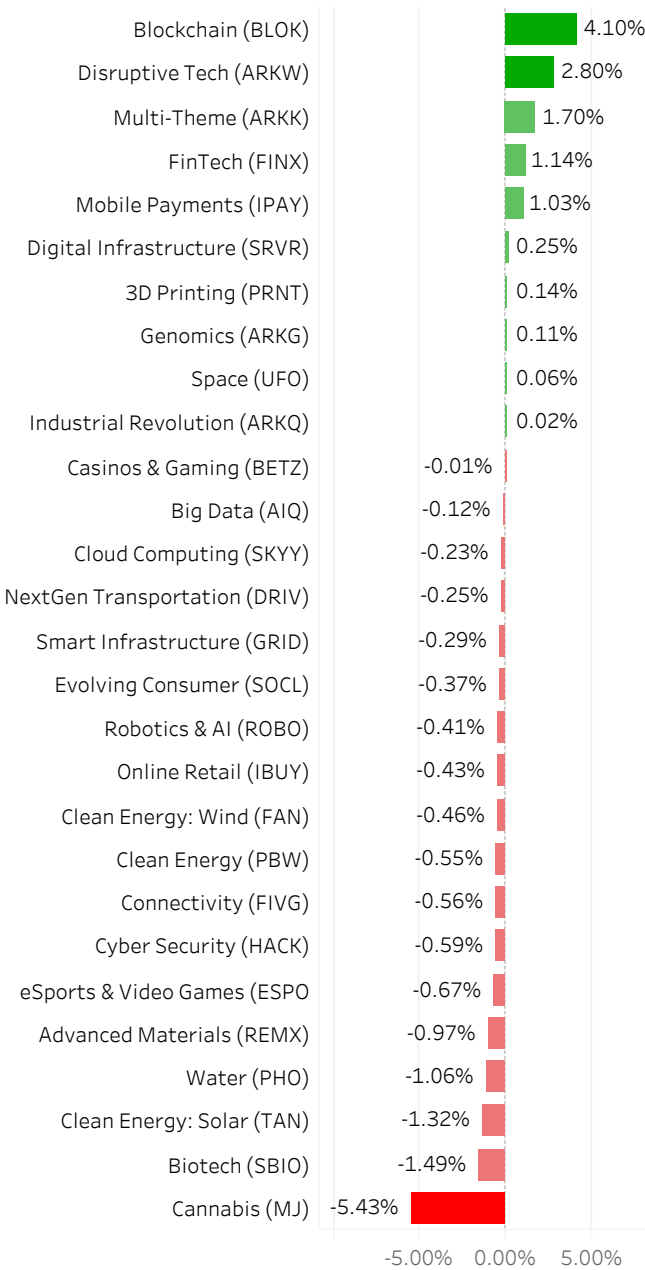 Blockchain (BLOK) 4.10%
Disruptive Tech (ARKW) 2.80%
Multi-Theme (ARKK) 1.70%
FinTech (FINX) 1.14%
Mobile Payments (IPAY) 1.03%
Digital Infrastructure (SRVR) 0.25%
3D Printing (PRNT) 0.14%
Genomics (ARKG) 0.11%
Space (UFO) 0.06%
Industrial Revolution (ARKQ) 0.02%
Casinos & Gaming (BETZ) -0.01%
Big Data (AIQ) -0.12%
Cloud Computing (SKYY) -0.23%
NextGen Transportation (DRIV) -0.25%
Smart Infrastructure (GRID) -0.29%
Evolving Consumer (SOCL) -0.37%
Robotics & AI (ROBO) -0.41%
Online Retail (IBUY) -0.43%
Clean Energy: Wind (FAN) -0.46%
Clean Energy (PBW) -0.55%
Connectivity (FIVG) -0.56%
Cyber Security (HACK) -0.59%
eSports & Video Games (ESPO -0.67%
Advanced Materials (REMX) -0.97%
Water (PHO) -1.06%
Clean Energy: Solar (TAN) -1.32%
Biotech (SBIO) -1.49%
Cannabis (MJ) -5.43%
-5.00% 0.00% 5.00%